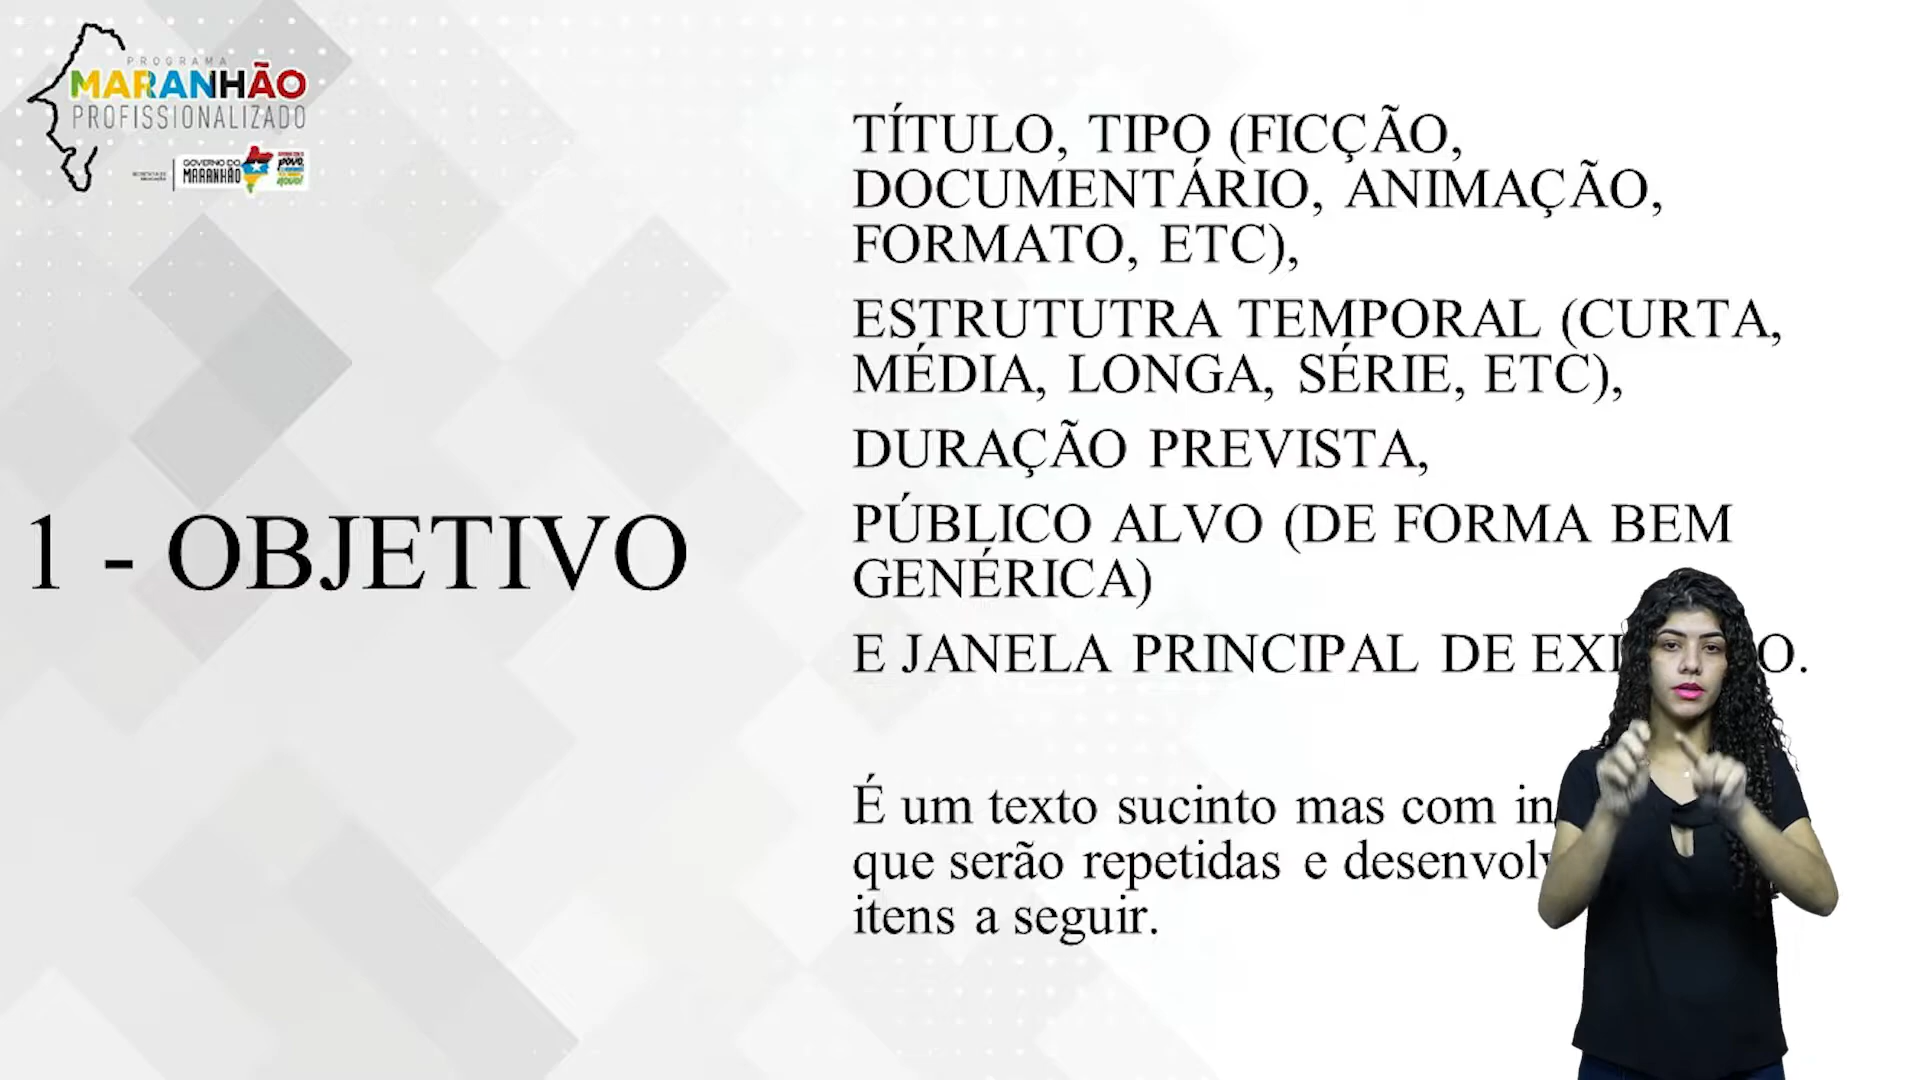 PROGRAMA
MARANHÃO
PROFISSIONALIZADO
GOVERNO DO
MARANHÃO
1 - OBJETIVO
TÍTULO, TIPO (FICÇÃO,
DOCUMENTÁRIO, ANIMAÇÃO,
FORMATO, ETC),
ESTRUTUTRA TEMPORAL (CURTA,
MÉDIA, LONGA, SÉRIE, ETC),
DURAÇÃO PREVISTA,
PÚBLICO ALVO (DE FORMA BEM
GENÉRICA)
E JANELA PRINCIPAL DE
É um texto sucinto mas com
que serão repetidas e
itens a seguir.